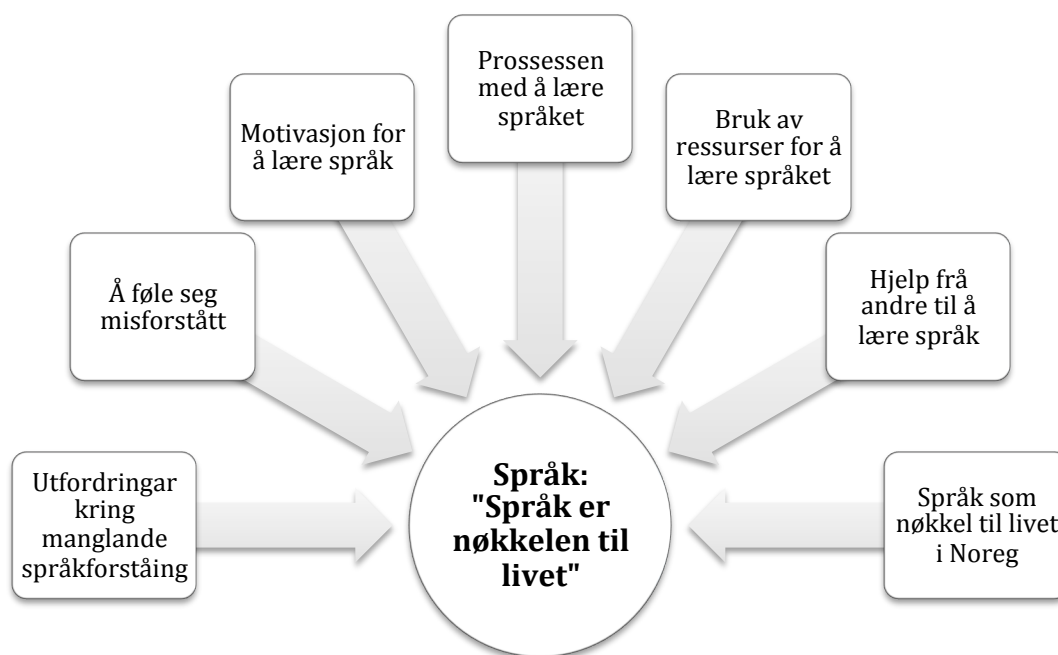 Utfordringar
kring
manglande
språkforståing
Å føle seg
misforstått
Motivasjon for
å lære språk
Prossessen
med å lære
språket
Bruk av
ressurser for å
lære språket
Hjelp frå
andre til å
lære språk
Språk som
nøkkel til livet
i Noreg
Språk:
"Språk er
nøkkelen til
livet"